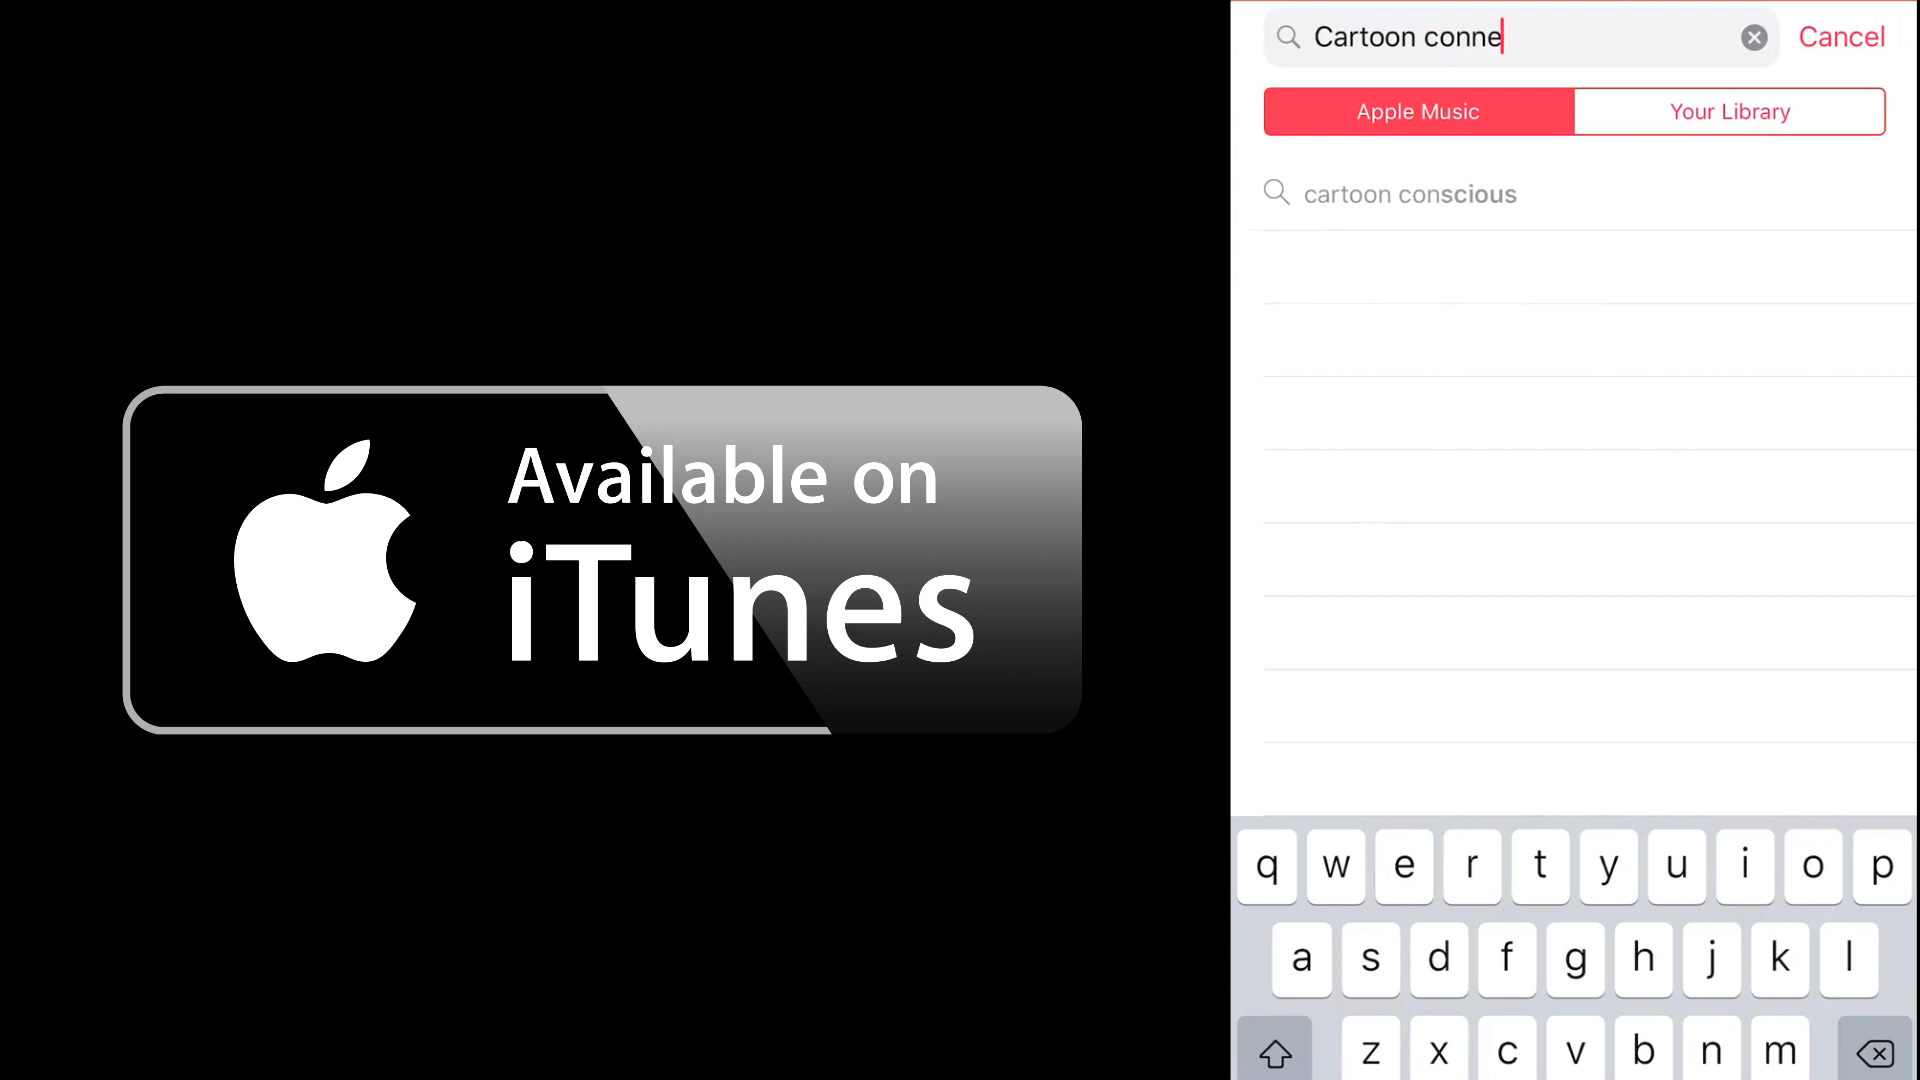 Available on
iTunes
Cartoon conne
Cancel
Apple Music
Your Library
cartoon conscious
q w e r t y u i o p
a s d f g h j k l
z x c v b n m